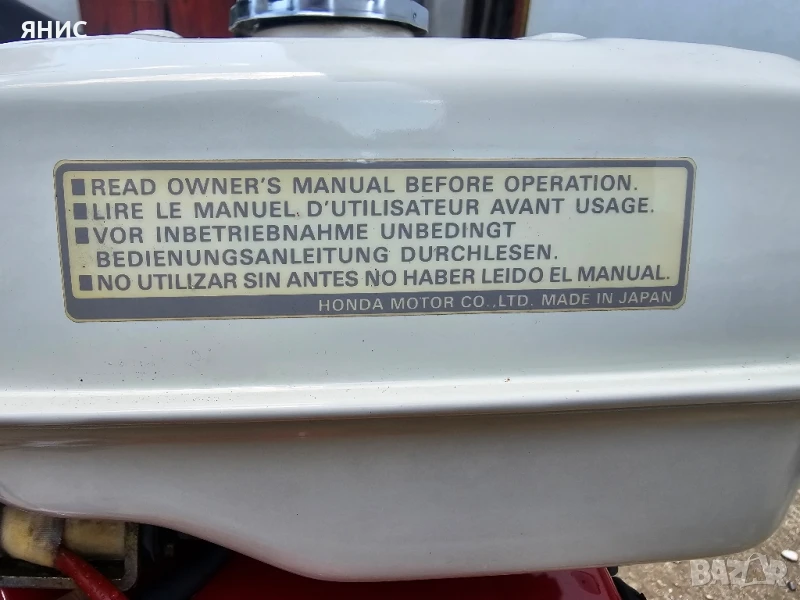 ЯНИС
■ READ OWNER'S MANUAL BEFORE OPERATION.
■ LIRE LE MANUEL D'UTILISATEUR AVANT USAGE.
■ VOR INBETRIEBNAHME UNBEDINGT
BEDIENUNGSANLEITUNG DURCHLESEN.
■ NO UTILIZAR SIN ANTES NO HABER LEIDO EL MANUAL.
HONDA MOTOR CO.,LTD. MADE IN JAPAN
BAZAR